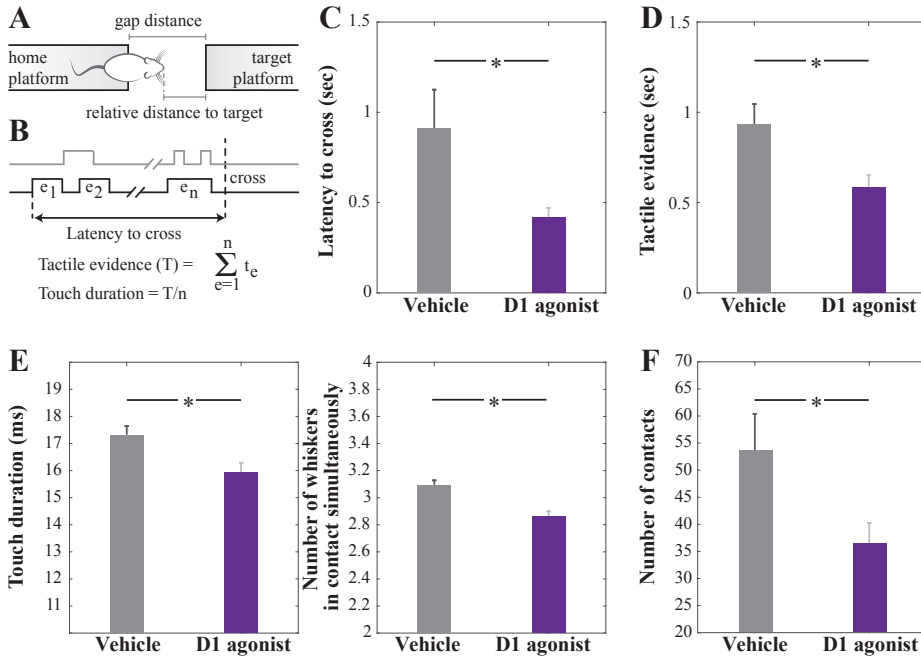 A
gap distance
home
platform
target
platform
relative distance to target
B
cross
e1
e2
en
Latency to cross
Tactile evidence (T) = n ∑ e=1 te
Touch duration = T/n
C
Latency to cross (sec)
1.5
1
0.5
0
*
Vehicle
D1 agonist
D
Tactile evidence (sec)
1.5
1
0.5
1
*
Vehicle
D1 agonist
E
Touch duration (ms)
19
18
17
16
15
14
13
12
11
10
*
Vehicle
D1 agonist
Number of whiskers
in contact simultaneously
4
3.8
3.6
3.4
3.2
3
2.8
2.6
2.4
2.2
2
*
Vehicle
D1 agonist
F
Number of contacts
70
65
60
55
50
45
40
35
30
25
20
*
Vehicle
D1 agonist